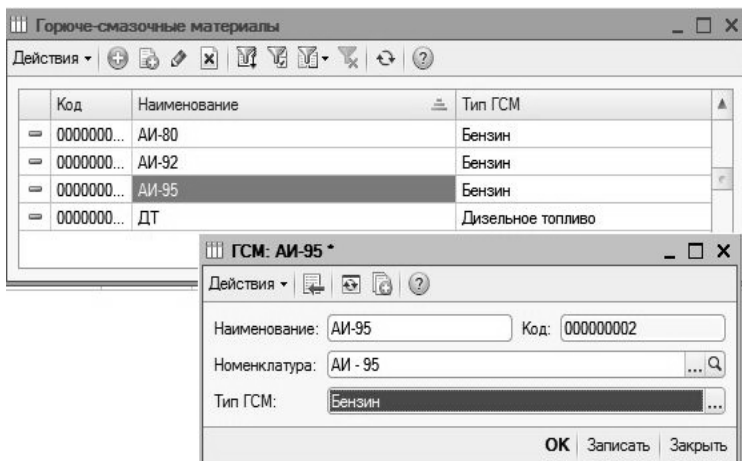 Горюче-смазочные материалы
Действия
Код Наименование Тип ГСМ
0000000... АИ-80 Бензин
0000000... АИ-92 Бензин
0000000... АИ-95 Бензин
0000000... ДТ Дизельное топливо
ГСМ: АИ-95 *
Действия
Наименование: АИ-95 Код: 000000002
Номенклатура: АИ - 95 ...
Тип ГСМ: Бензин ...
OK Записать Закрыть